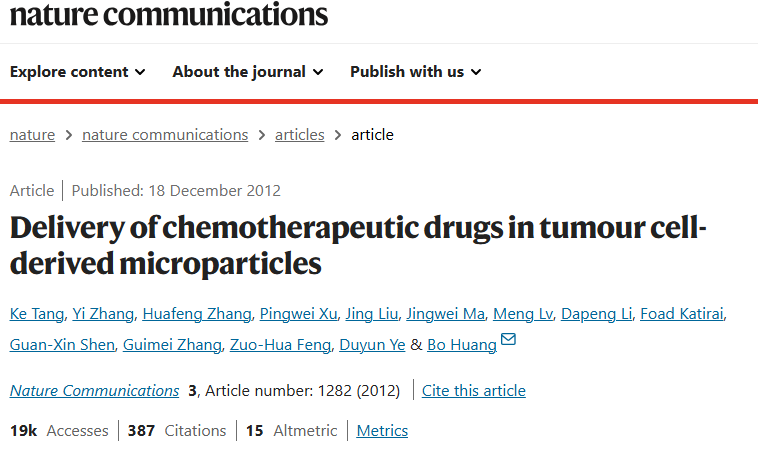 nature communications
Explore content About the journal Publish with us
nature > nature communications > articles > article
Article | Published: 18 December 2012
Delivery of chemotherapeutic drugs in tumour cell-
derived microparticles
Ke Tang, Yi Zhang, Huafeng Zhang, Pingwei Xu, Jing Liu, Jingwei Ma, Meng Lv, Dapeng Li, Foad Katirai,
Guan-Xin Shen, Guimei Zhang, Zuo-Hua Feng, Duyun Ye & Bo Huang
Nature Communications 3, Article number: 1282 (2012) | Cite this article
19k Accesses | 387 Citations | 15 Altmetric | Metrics